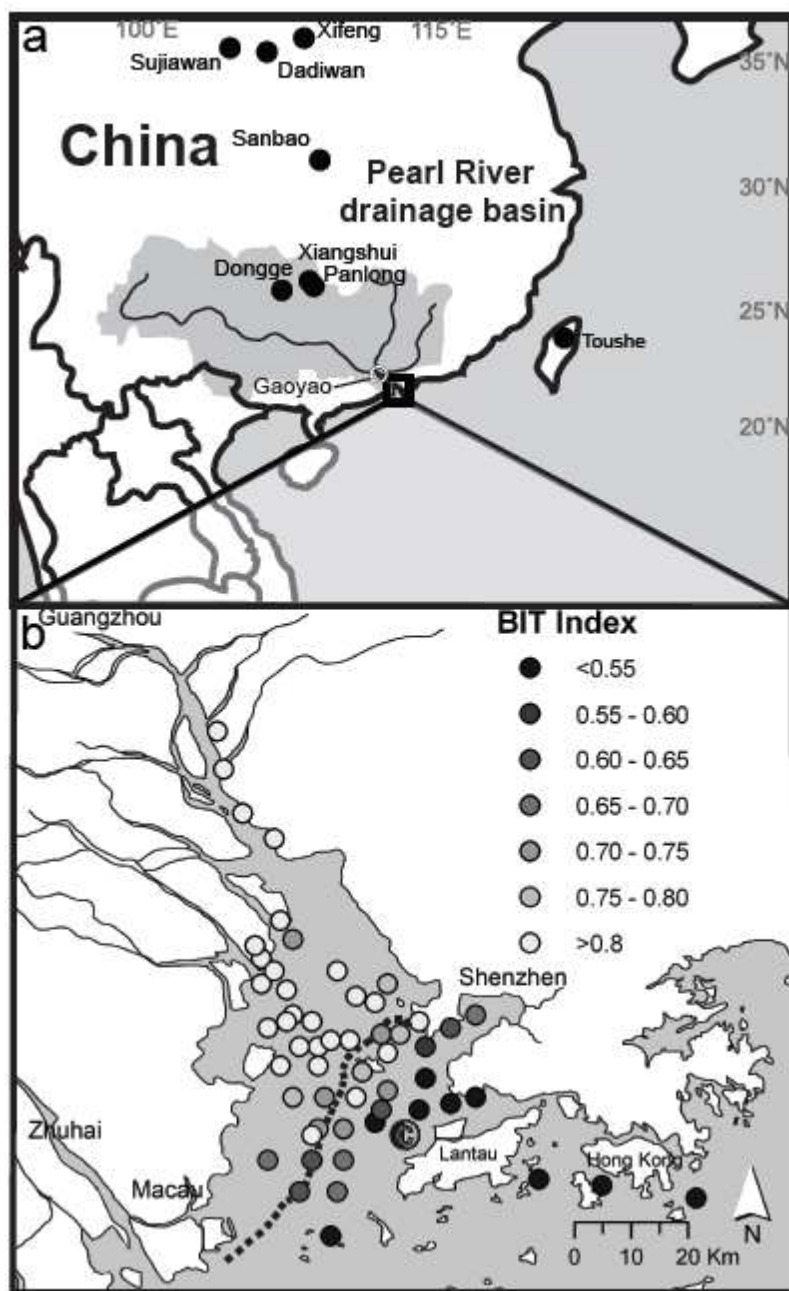 a
100°E
115°E
Xifeng
Sujiawan
Dadiwan
35°N
China
Sanbao
Pearl River
drainage basin
30°N
Xiangshui
Dongge
Panlong
25°N
Toushe
Gaoyao
N
20°N
b
Guangzhou
BIT Index
<0.55
0.55 - 0.60
0.60 - 0.65
0.65 - 0.70
0.70 - 0.75
0.75 - 0.80
>0.8
Shenzhen
Zhuhai
C
Lantau
Hong Kong
Macau
N
0 10 20 Km